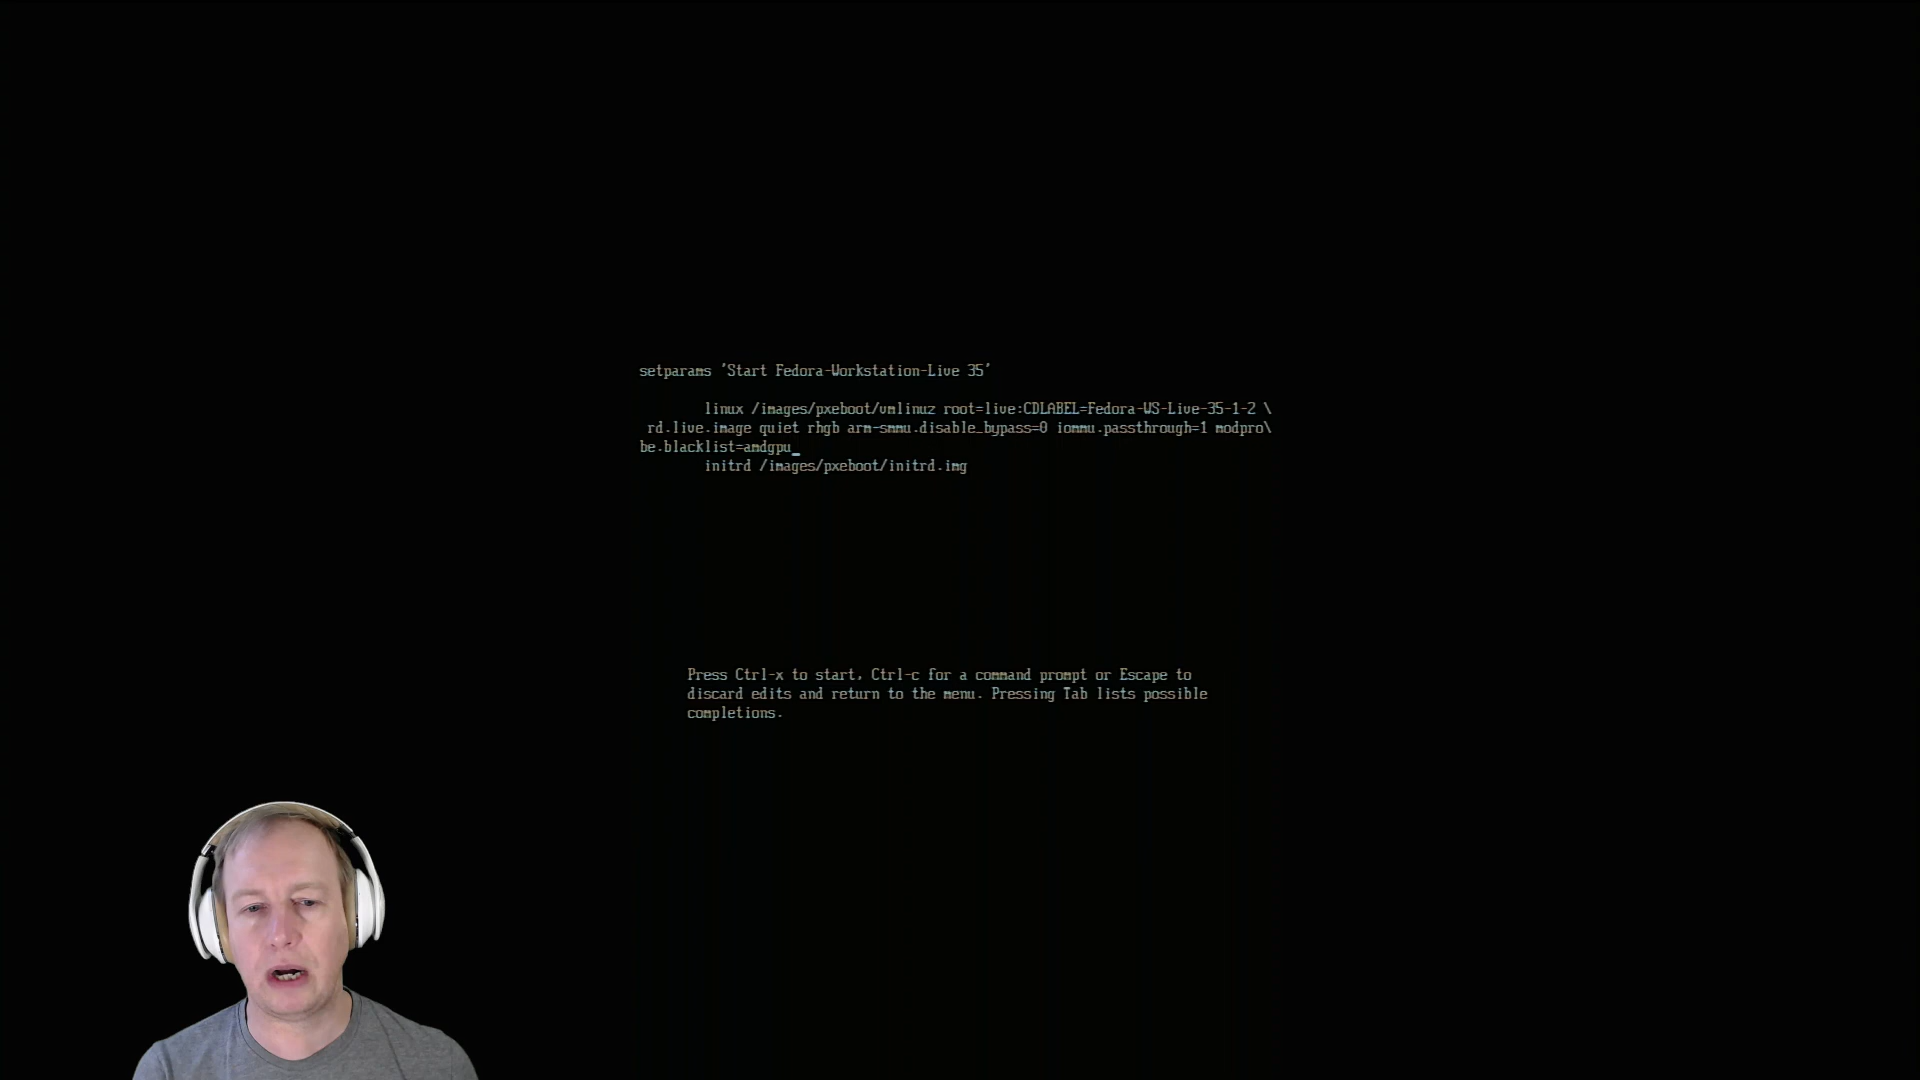 setparams 'Start Fedora-Workstation-Live 35'
linux /images/pxeboot/vmlinuz root=live:CDLABEL=Fedora-WS-Live-35-1-2 \
rd.live.image quiet rhgb arm-smmu.disable_bypass=0 iommu.passthrough=1 modpro\
be.blacklist=amdgpu_
initrd /images/pxeboot/initrd.img
Press Ctrl-x to start, Ctrl-c for a command prompt or Escape to
discard edits and return to the menu. Pressing Tab lists possible
completions.